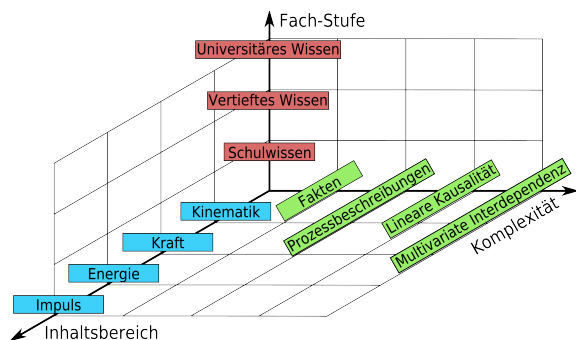 Fach-Stufe
Universitäres Wissen
Vertieftes Wissen
Schulwissen
Fakten
Prozessbeschreibungen
Lineare Kausalität
Multivariate Interdependenz
Komplexität
Kinematik
Kraft
Energie
Impuls
Inhaltsbereich